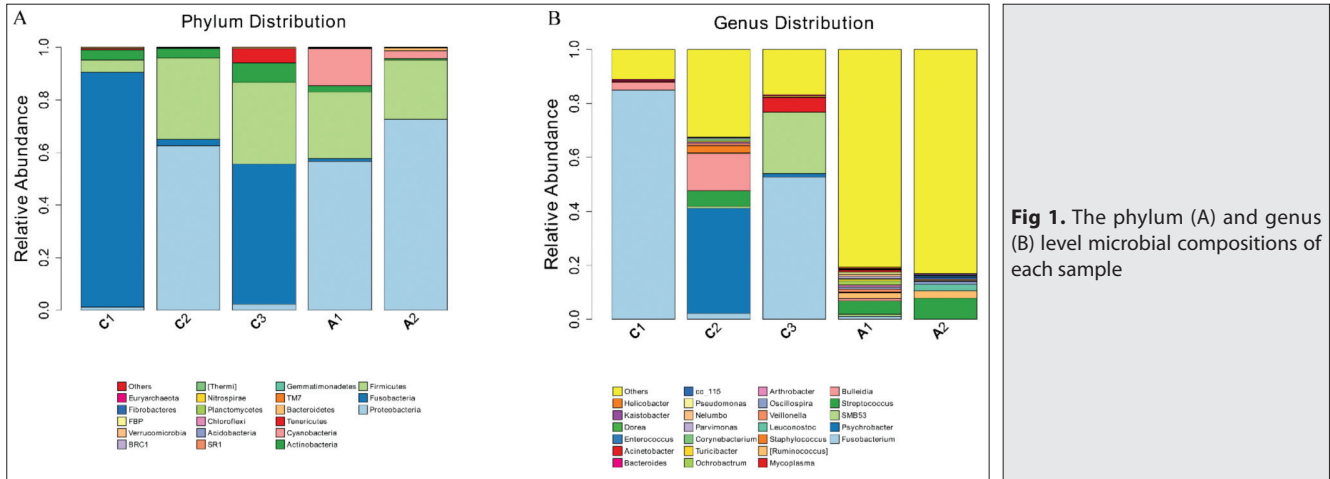 A
Phylum Distribution
Relative Abundance
1.0
0.8
0.6
0.4
0.2
0.0
C1
C2
C3
A1
A2
Others
Euryarchaeota
Fibrobacteres
FBP
Verrucomicrobia
BRC1
[Thermi]
Nitrospirae
Planctomycetes
Chloroflexi
Acidobacteria
SR1
Gemmatimonadetes
TM7
Bacteroidetes
Tenericutes
Cyanobacteria
Actinobacteria
Firmicutes
Fusobacteria
Proteobacteria
B
Genus Distribution
Relative Abundance
1.0
0.8
0.6
0.4
0.2
0.0
C1
C2
C3
A1
A2
Others
Helicobacter
Kaistobacter
Dorea
Enterococcus
Acinetobacter
Bacteroides
cc_115
Pseudomonas
Nelumbo
Parvimonas
Corynebacterium
Turicibacter
Ochrobactrum
Arthrobacter
Oscillospira
Veillonella
Leuconostoc
Staphylococcus
[Ruminococcus]
Mycoplasma
Bulleidia
Streptococcus
SMB53
Psychrobacter
Fusobacterium
Fig 1. The phylum (A) and genus
(B) level microbial compositions of
each sample